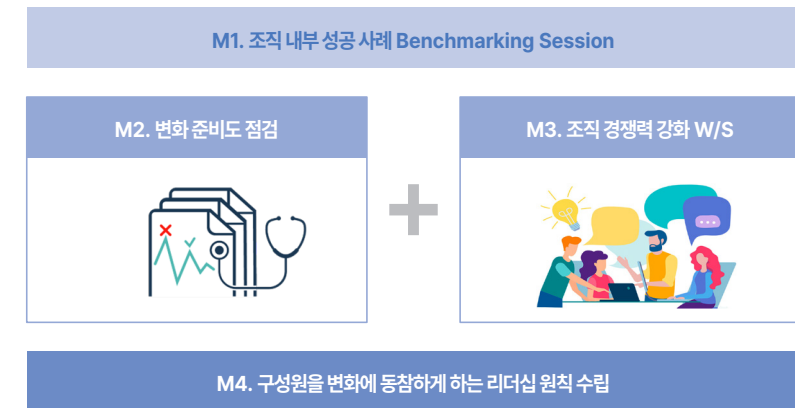 M1. 조직 내부 성공 사례 Benchmarking Session
M2. 변화 준비도 점검
M3. 조직 경쟁력 강화 W/S
M4. 구성원을 변화에 동참하게 하는 리더십 원칙 수립